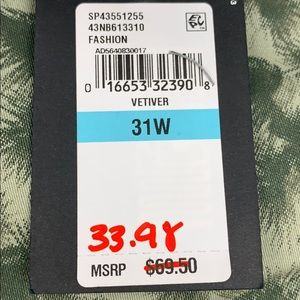 SP43551255
43NB613310
FASHION
AD5640830017
0 16653 32390 8
VETIVER
31W
33.98
MSRP $69.50